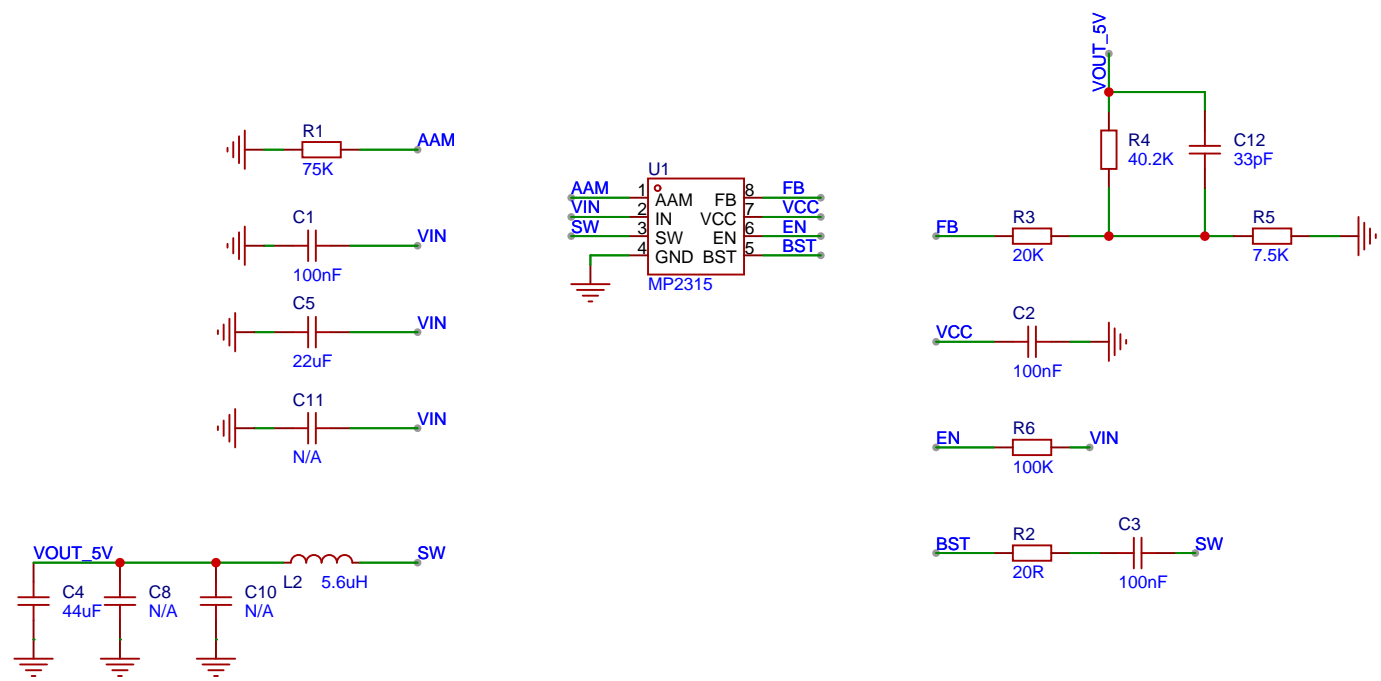 R1
AAM
75K
C1
VIN
100nF
C5
VIN
22uF
C11
VIN
N/A
VOUT_5V
SW
L2 5.6uH
C4
44uF
C8
N/A
C10
N/A
U1
AAM 1 AAM FB 8 FB
VIN 2 IN VCC 7 VCC
SW 3 SW EN 6 EN
4 GND BST 5 BST
MP2315
VOUT_5V
R4
40.2K
C12
33pF
FB
R3
20K
R5
7.5K
C2
VCC
100nF
R6
EN
VIN
100K
R2
C3
BST
SW
20R
100nF